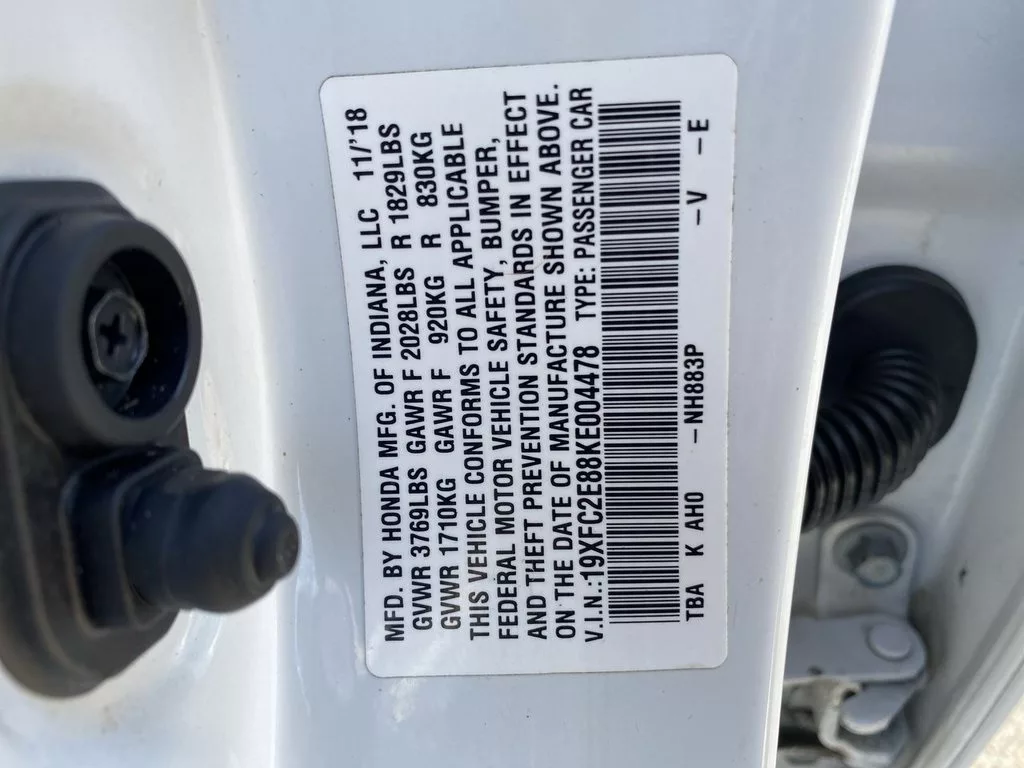 MFD. BY HONDA MFG. OF INDIANA, LLC 11/'18
GVWR 3769LBS GAWR F 2028LBS R 1829LBS
GVWR 1710KG GAWR F 920KG R 830KG
THIS VEHICLE CONFORMS TO ALL APPLICABLE
FEDERAL MOTOR VEHICLE SAFETY, BUMPER,
AND THEFT PREVENTION STANDARDS IN EFFECT
ON THE DATE OF MANUFACTURE SHOWN ABOVE.
V.I.N.:19XFC2E88KE004478 TYPE: PASSENGER CAR
TBA K AH0 -NH883P -V -E